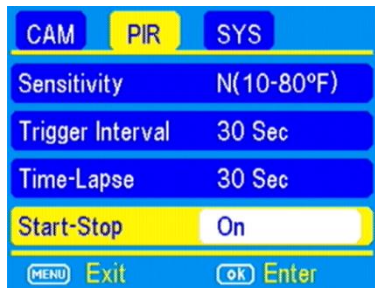 CAM PIR SYS
Sensitivity N(10-80ºF)
Trigger Interval 30 Sec
Time-Lapse 30 Sec
Start-Stop On
MENU Exit OK Enter